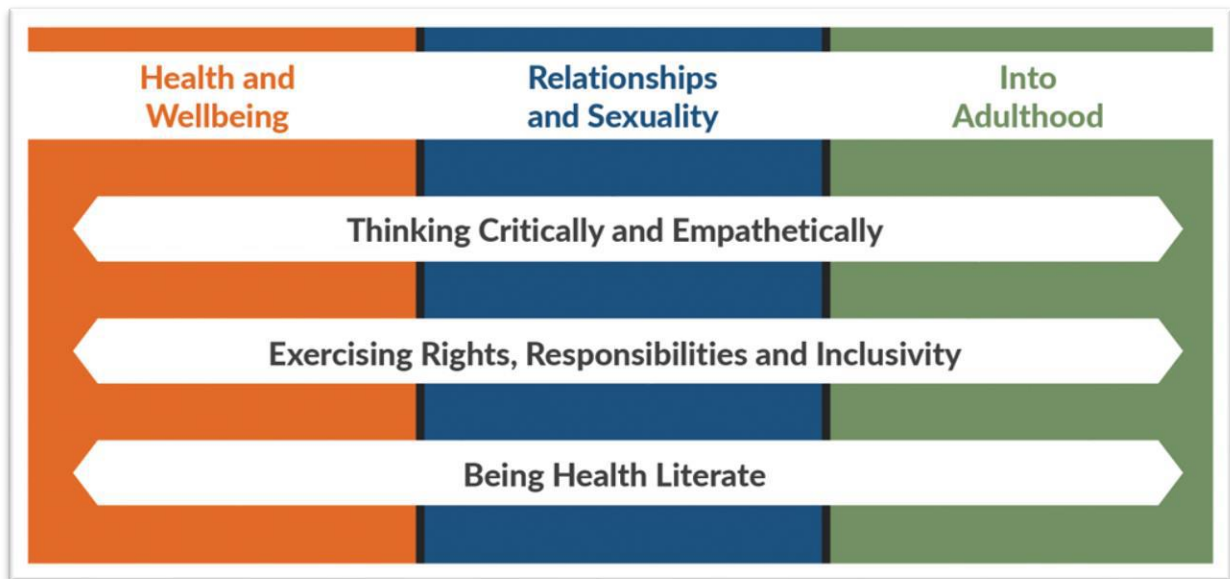 Health and
Wellbeing
Relationships
and Sexuality
Into
Adulthood
Thinking Critically and Empathetically
Exercising Rights, Responsibilities and Inclusivity
Being Health Literate